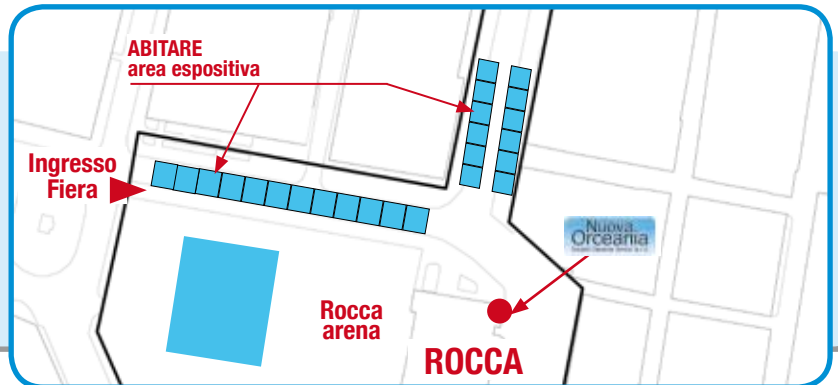 ABITARE
area espositiva
Ingresso
Fiera
Nuova
Orceania
Rocca
arena
ROCCA